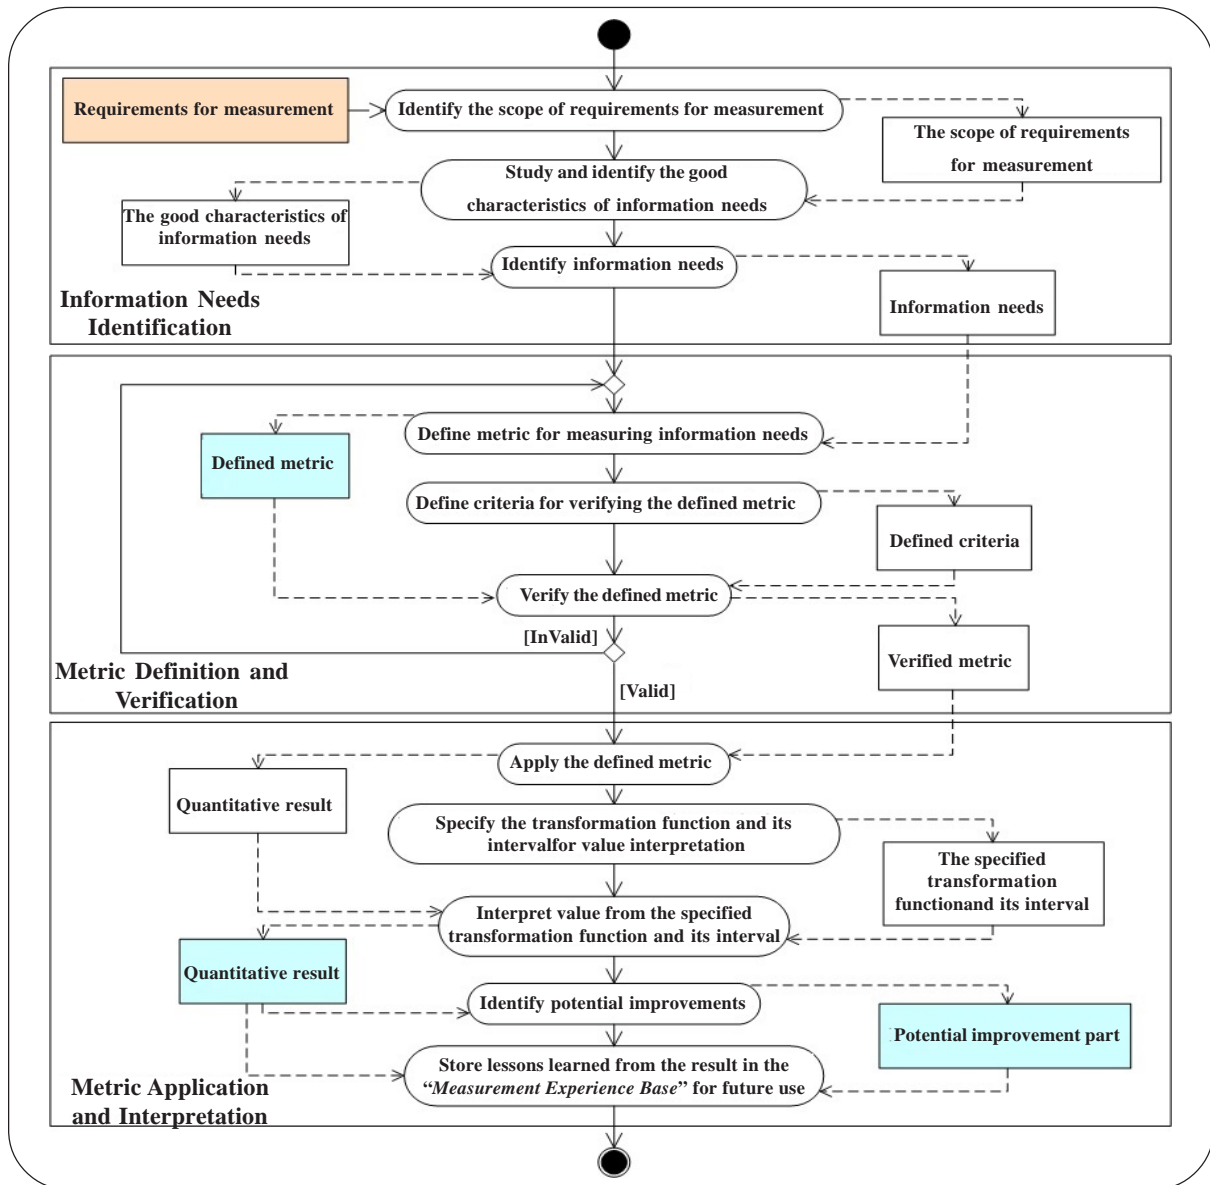 Requirements for measurement
Identify the scope of requirements for measurement
The scope of requirements
for measurement
Study and identify the good
characteristics of information needs
The good characteristics of
information needs
Identify information needs
Information needs
Information Needs
Identification
Define metric for measuring information needs
Defined metric
Define criteria for verifying the defined metric
Defined criteria
Verify the defined metric
[InValid]
Verified metric
Metric Definition and
Verification
[Valid]
Apply the defined metric
Quantitative result
Specify the transformation function and its
intervalfor value interpretation
The specified
transformation
functionand its interval
Interpret value from the specified
transformation function and its interval
Quantitative result
Identify potential improvements
Potential improvement part
Store lessons learned from the result in the
“Measurement Experience Base” for future use
Metric Application
and Interpretation